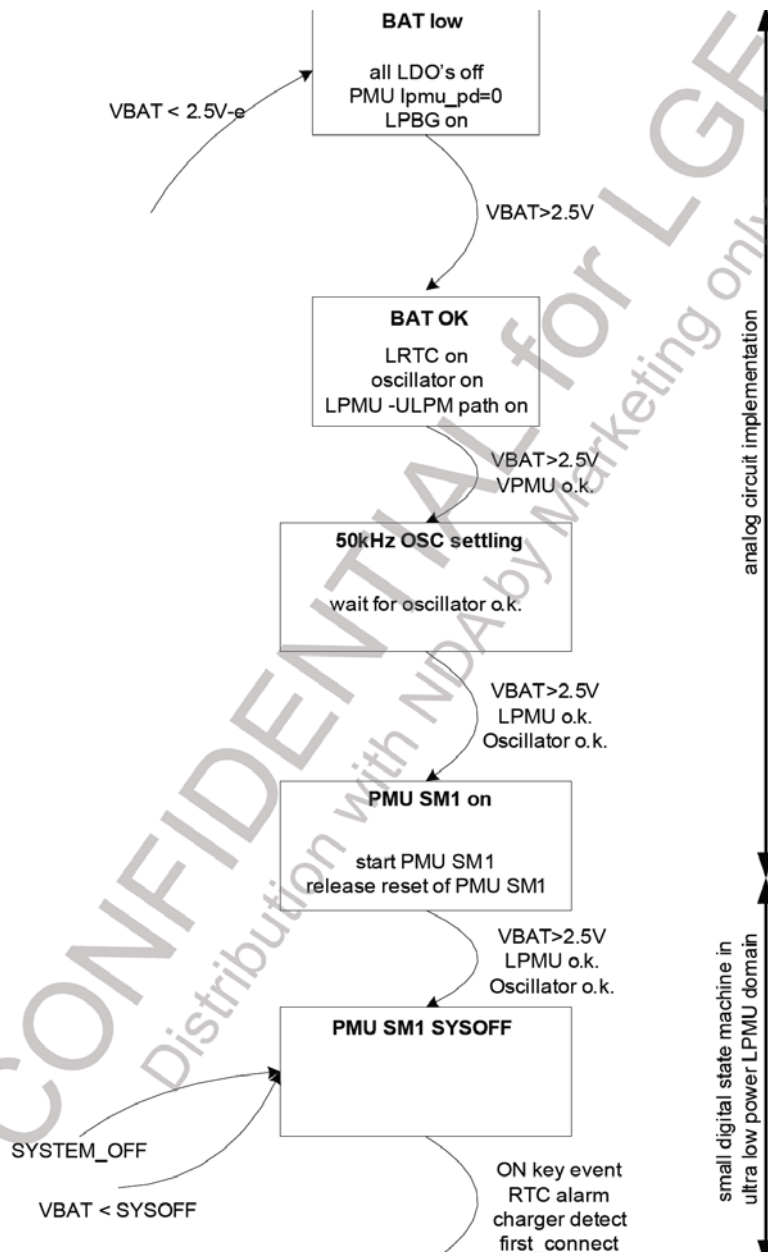 BAT low
all LDO's off
PMU lpmu_pd=0
LPBG on
VBAT < 2.5V-e
VBAT>2.5V
BAT OK
LRTC on
oscillator on
LPMU -ULPM path on
VBAT>2.5V
VPMU o.k.
50kHz OSC settling
wait for oscillator o.k.
VBAT>2.5V
LPMU o.k.
Oscillator o.k.
PMU SM1 on
start PMU SM1
release reset of PMU SM1
VBAT>2.5V
LPMU o.k.
Oscillator o.k.
PMU SM1 SYSOFF
SYSTEM_OFF
VBAT < SYSOFF
ON key event
RTC alarm
charger detect
first connect
analog circuit implementation
small digital state machine in
ultra low power LPMU domain
CONFIDENTIAL for LGE
Distribution with NDA by Marketing only